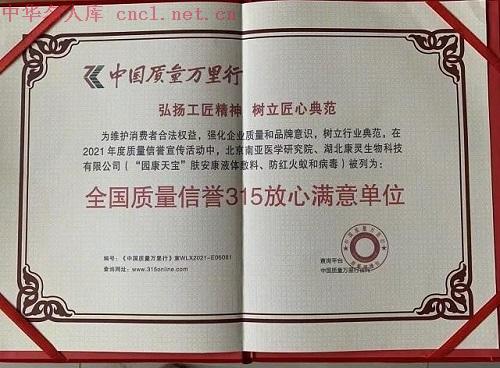 中华名人库 cncl.net.cn
中国质量万里行
弘扬工匠精神 树立匠心典范
为维护消费者合法权益，强化企业质量和品牌意识，树立行业典范，在
2021年度质量信誉宣传活动中，北京南亚医学研究院、湖北康灵生物科技
有限公司（“园康天宝”肤安康液体敷料、防红火蚁和病毒）被列为：
全国质量信誉315放心满意单位
编号：《中国质量万里行》宣WLX2021-E06081
查询网址：www.315online.com
查询平台
中国质量万里行